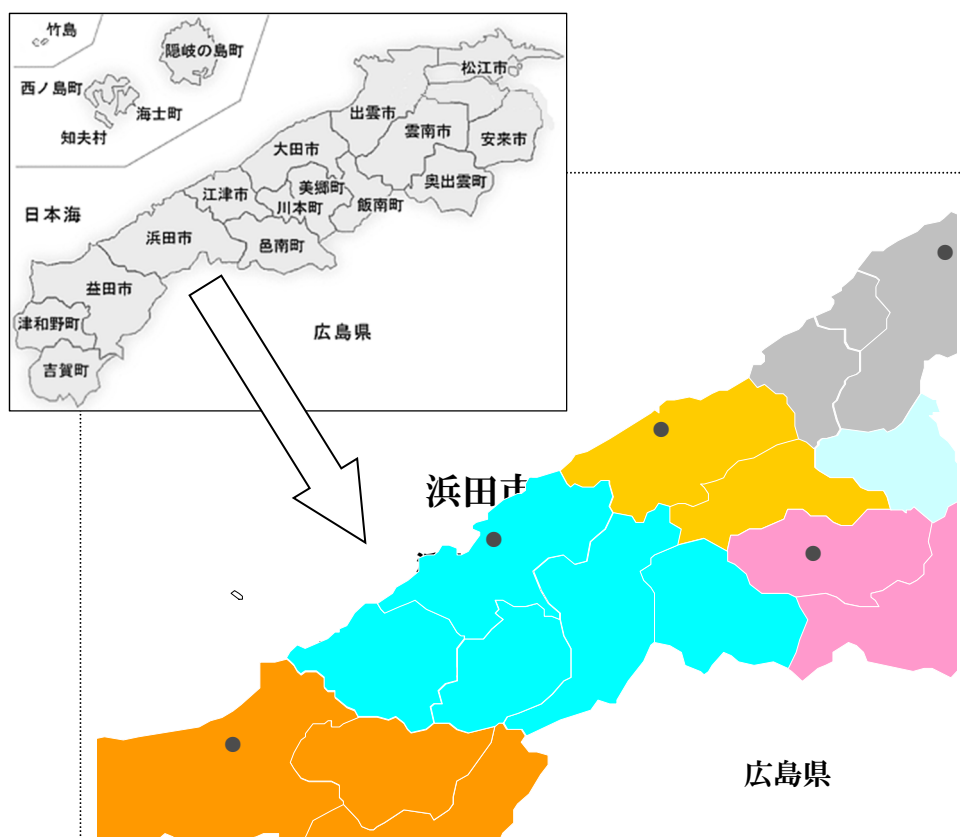 竹島
隠岐の島町
西ノ島町
海士町
知夫村
松江市
出雲市
雲南市
安来市
大田市
奥出雲町
美郷町
江津市
川本町
飯南町
日本海
浜田市
邑南町
益田市
津和野町
広島県
吉賀町
浜田市
広島県